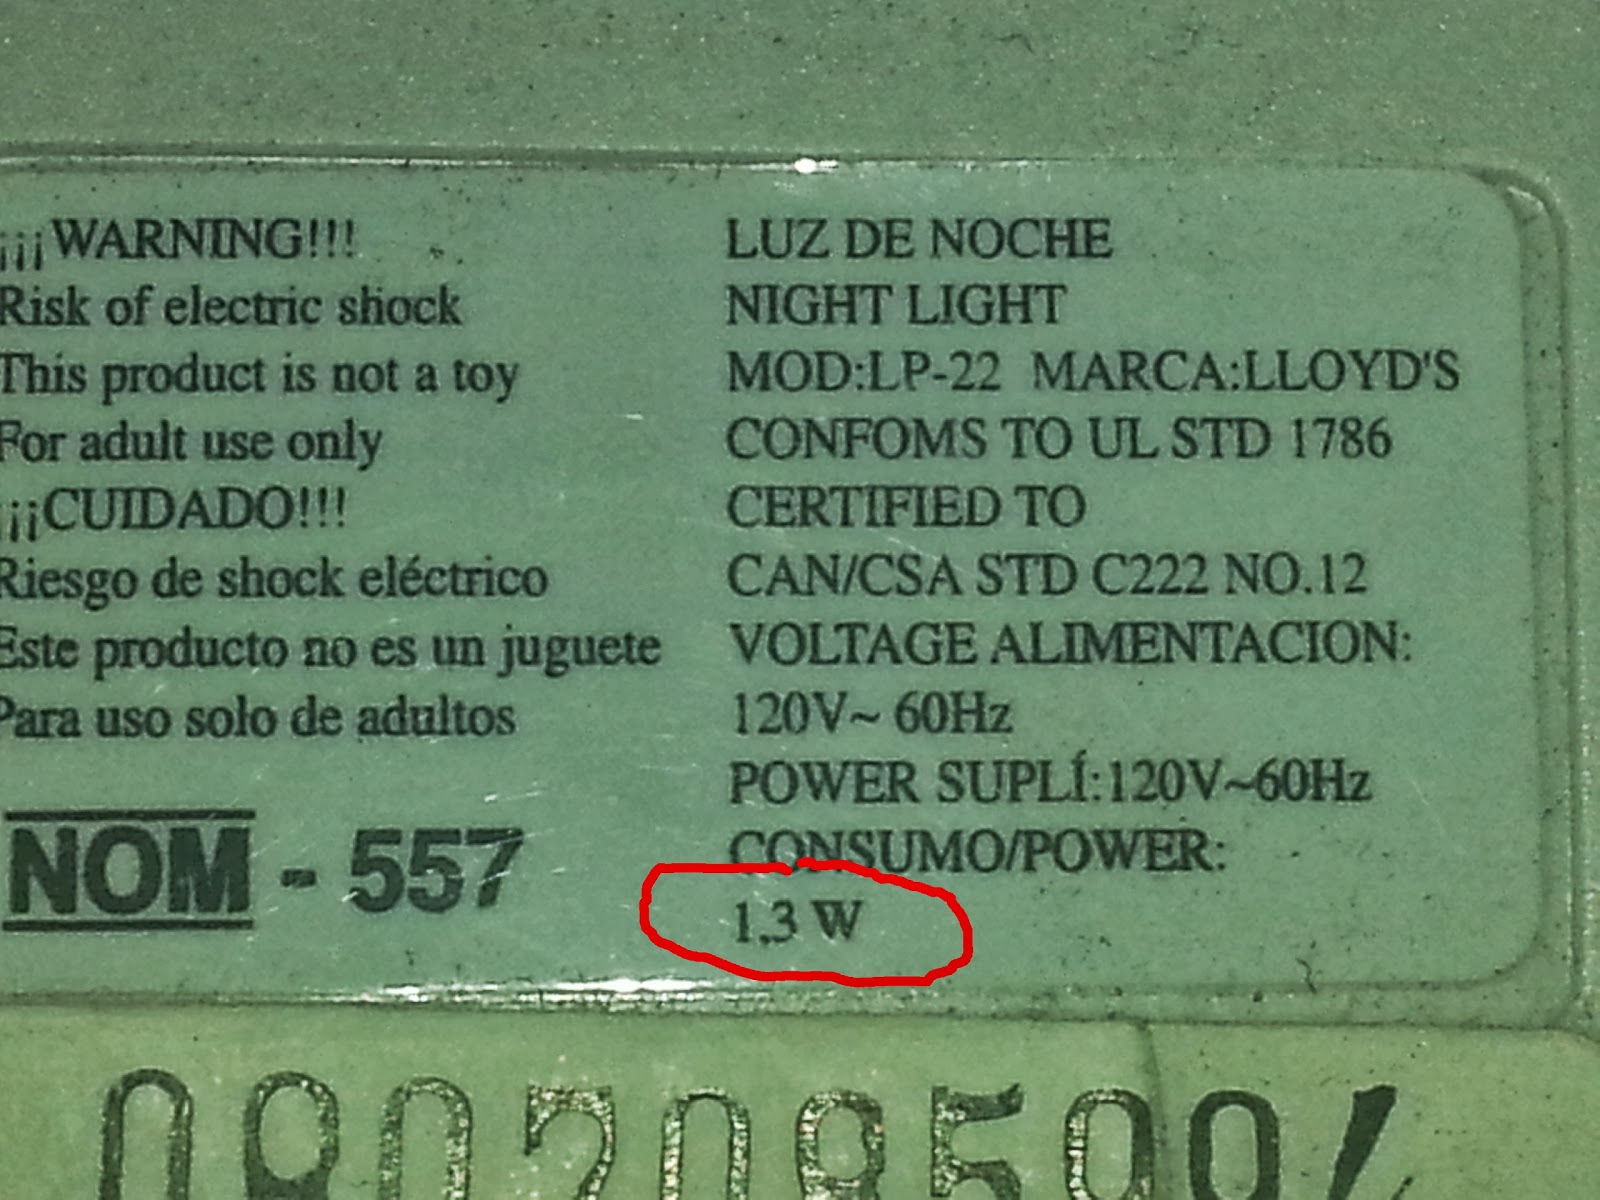 ¡¡¡WARNING!!!
Risk of electric shock
This product is not a toy
For adult use only
¡¡¡CUIDADO!!!
Riesgo de shock eléctrico
Este producto no es un juguete
Para uso solo de adultos
NOM - 557
LUZ DE NOCHE
NIGHT LIGHT
MOD:LP-22 MARCA:LLOYD'S
CONFOMS TO UL STD 1786
CERTIFIED TO
CAN/CSA STD C222 NO.12
VOLTAGE ALIMENTACION:
120V~ 60Hz
POWER SUPLÍ:120V~60Hz
CONSUMO/POWER:
1.3 W